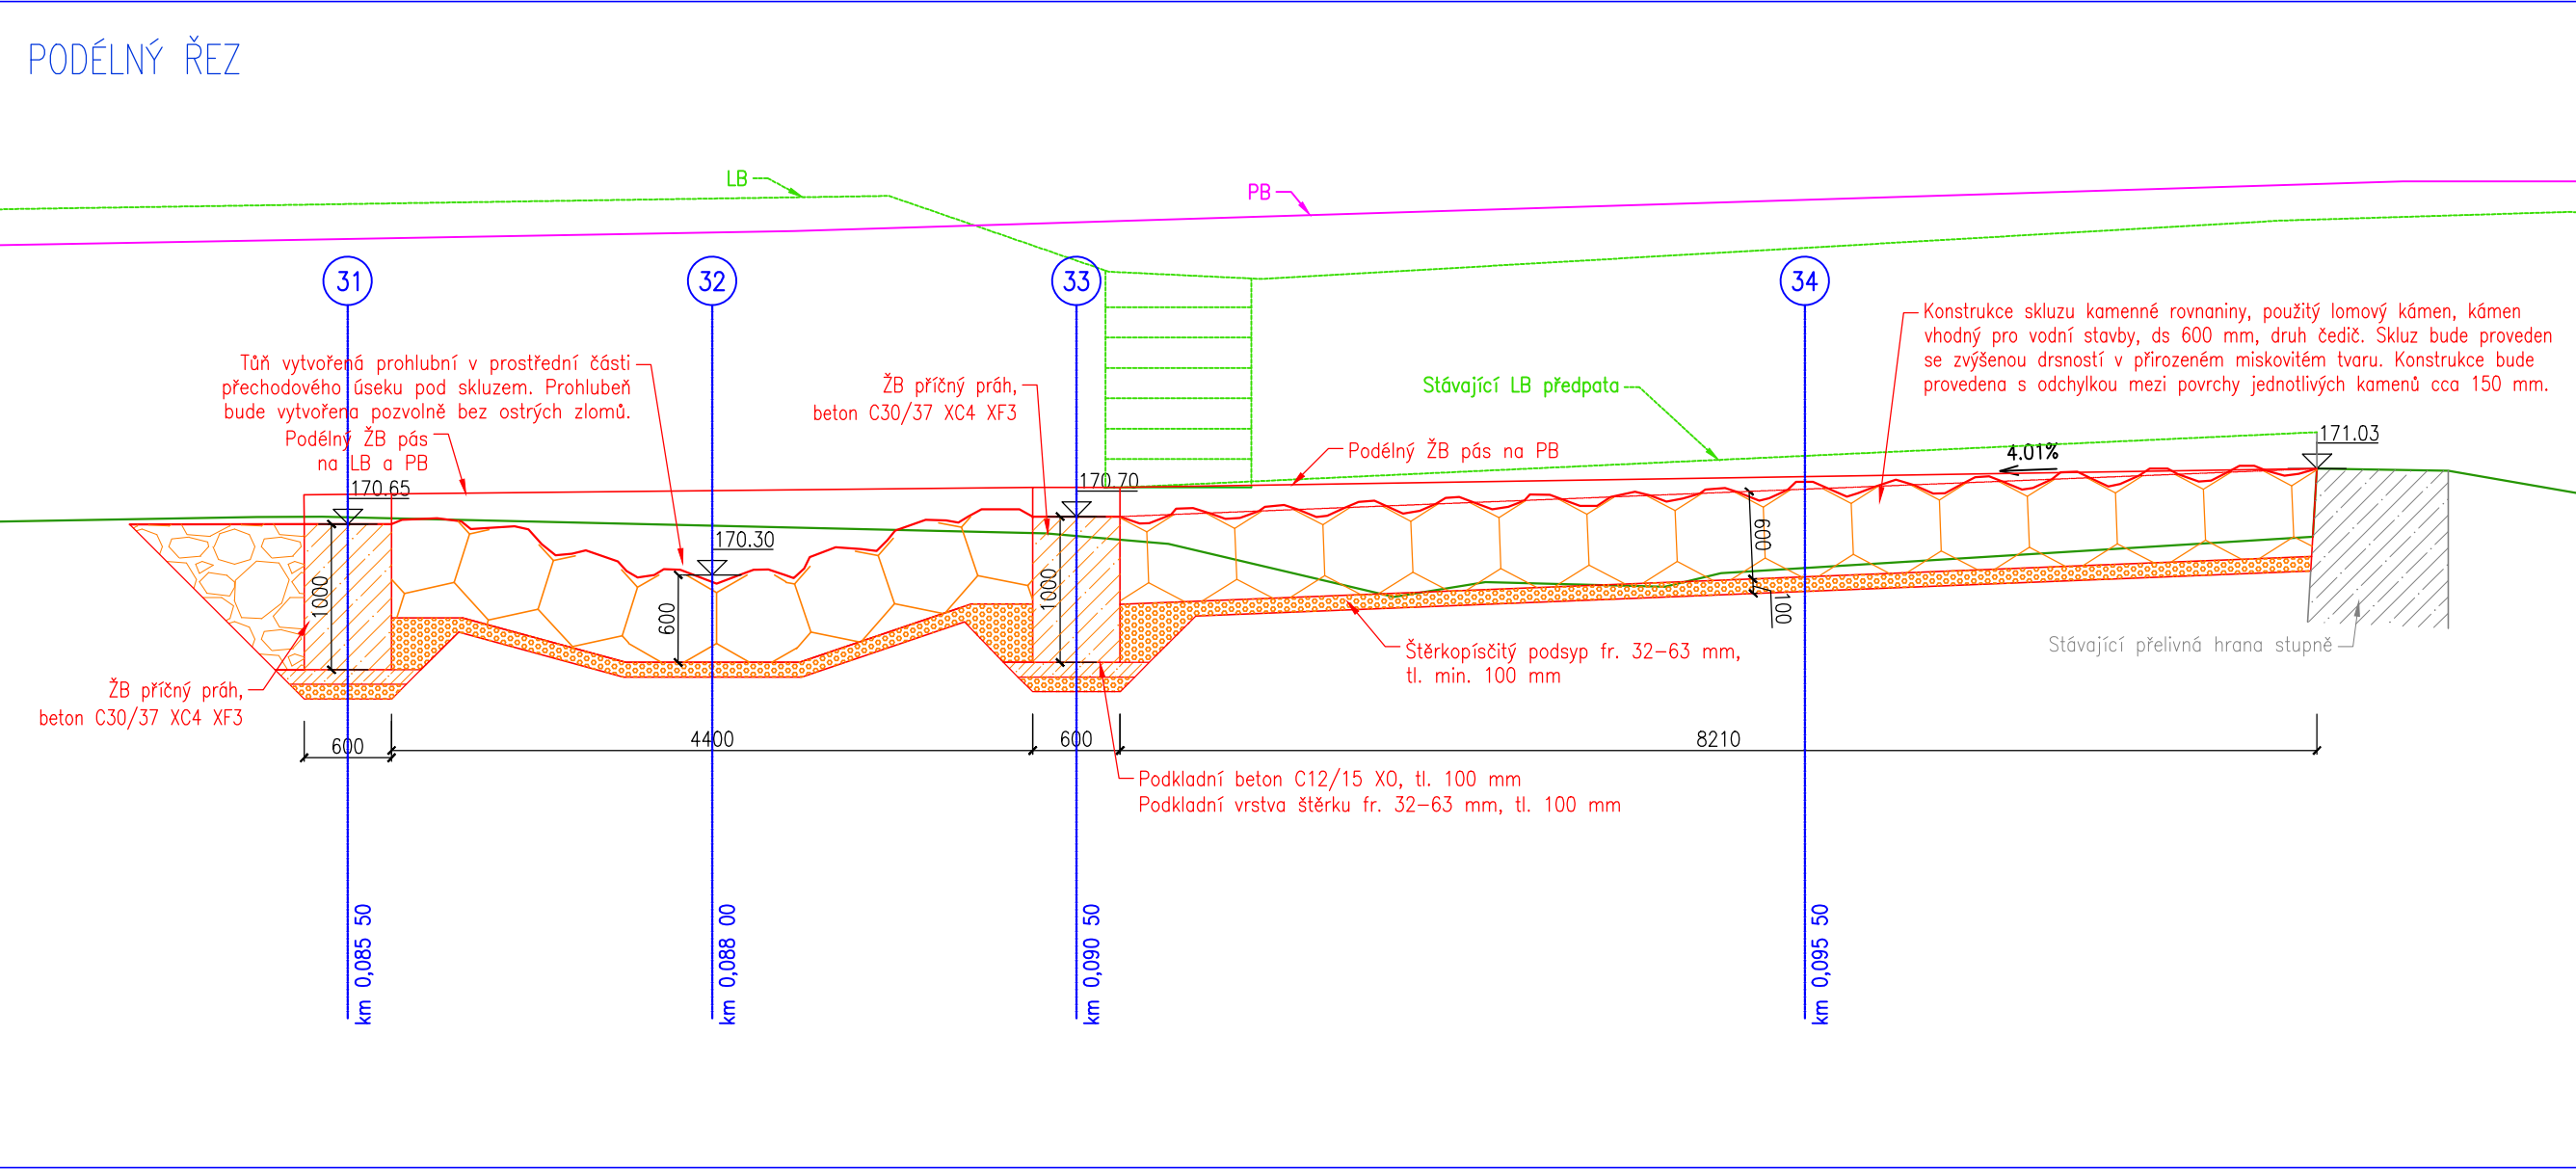 PODÉLNÝ ŘEZ
LB
PB
31
32
33
34
Konstrukce skluzu kamenné rovnaniny, použitý lomový kámen, kámen
vhodný pro vodní stavby, ds 600 mm, druh čedič. Skluz bude proveden
se zvýšenou drsností v přirozeném miskovitém tvaru. Konstrukce bude
provedena s odchylkou mezi povrchy jednotlivých kamenů cca 150 mm.
Tůň vytvořená prohlubní v prostřední části
přechodového úseku pod skluzem. Prohlubeň
bude vytvořena pozvolně bez ostrých zlomů.
ŽB příčný práh,
beton C30/37 XC4 XF3
Stávající LB předpata
Podélný ŽB pás
na LB a PB
Podélný ŽB pás na PB
4.01%
171.03
170.65
170.70
170.30
1000
600
1000
600
100
Štěrkopísčitý podsyp fr. 32-63 mm,
tl. min. 100 mm
Stávající přelivná hrana stupně
ŽB příčný práh,
beton C30/37 XC4 XF3
600
4400
600
8210
Podkladní beton C12/15 XO, tl. 100 mm
Podkladní vrstva štěrku fr. 32-63 mm, tl. 100 mm
km 0,085 50
km 0,088 00
km 0,090 50
km 0,095 50